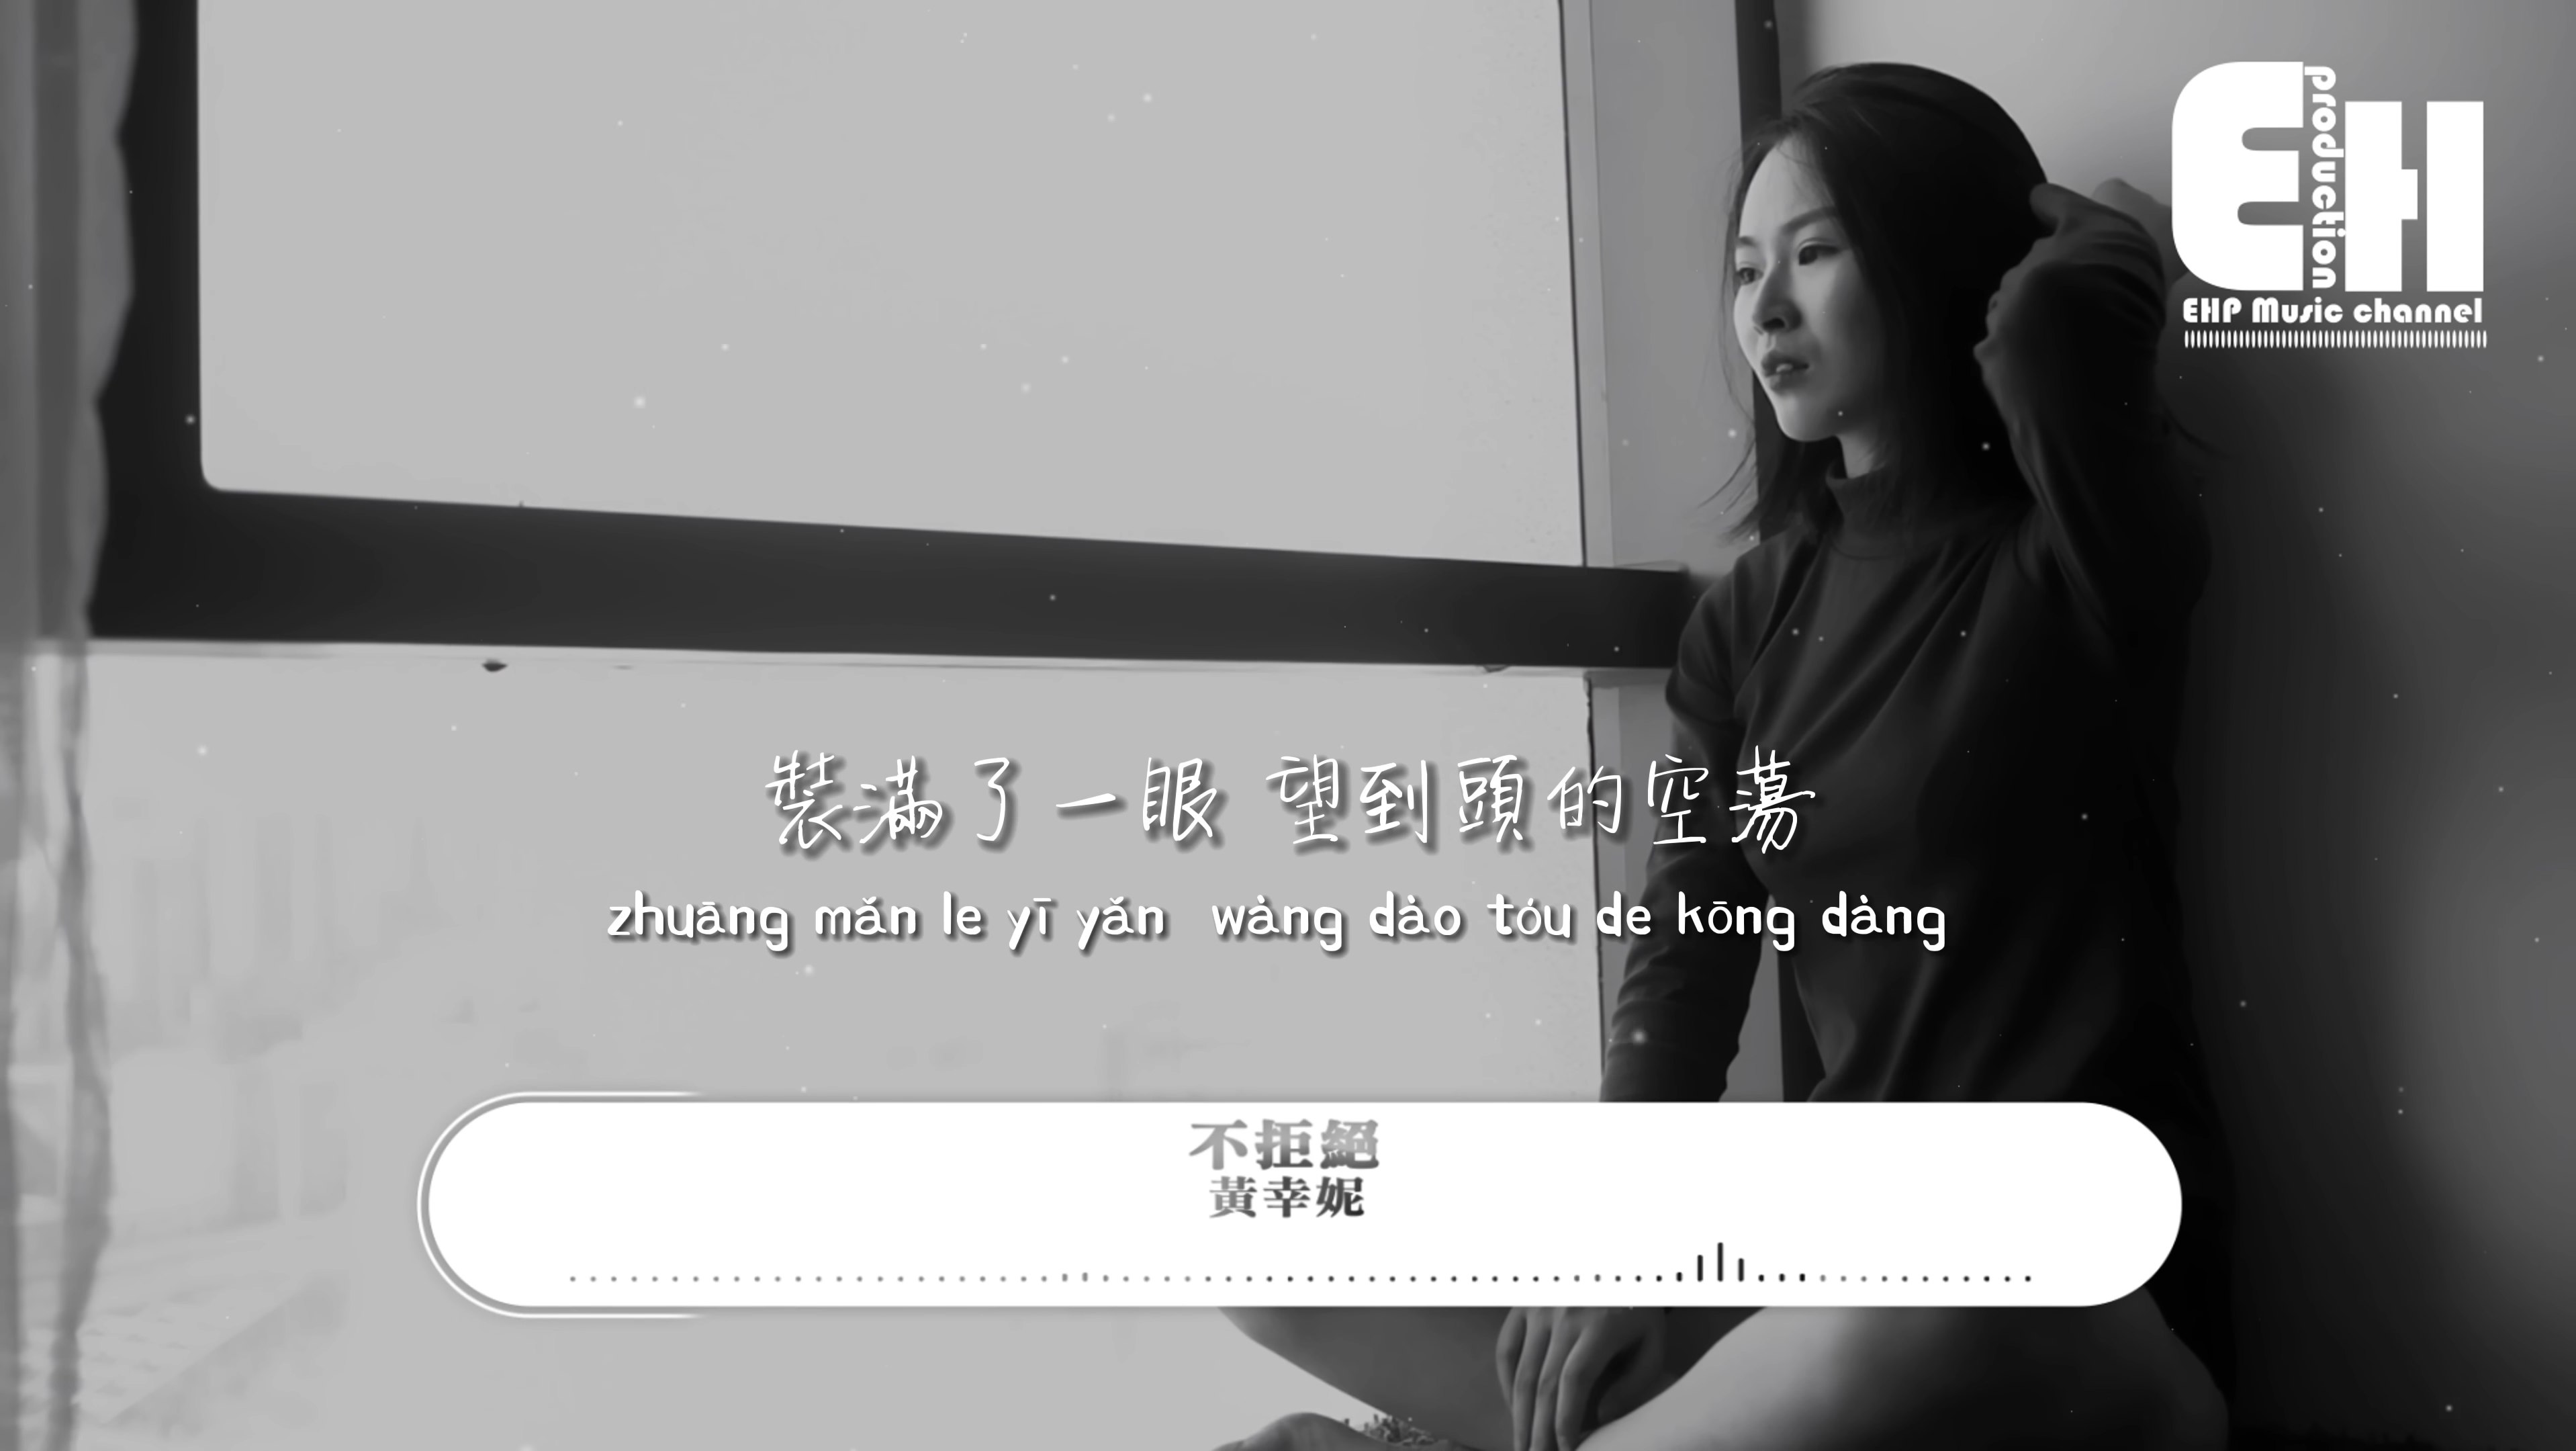 EH
production
EHP Music channel
裝滿了一眼 望到頭的空蕩
zhuāng mǎn le yī yǎn wàng dào tóu de kōng dàng
不拒絕
黃幸妮